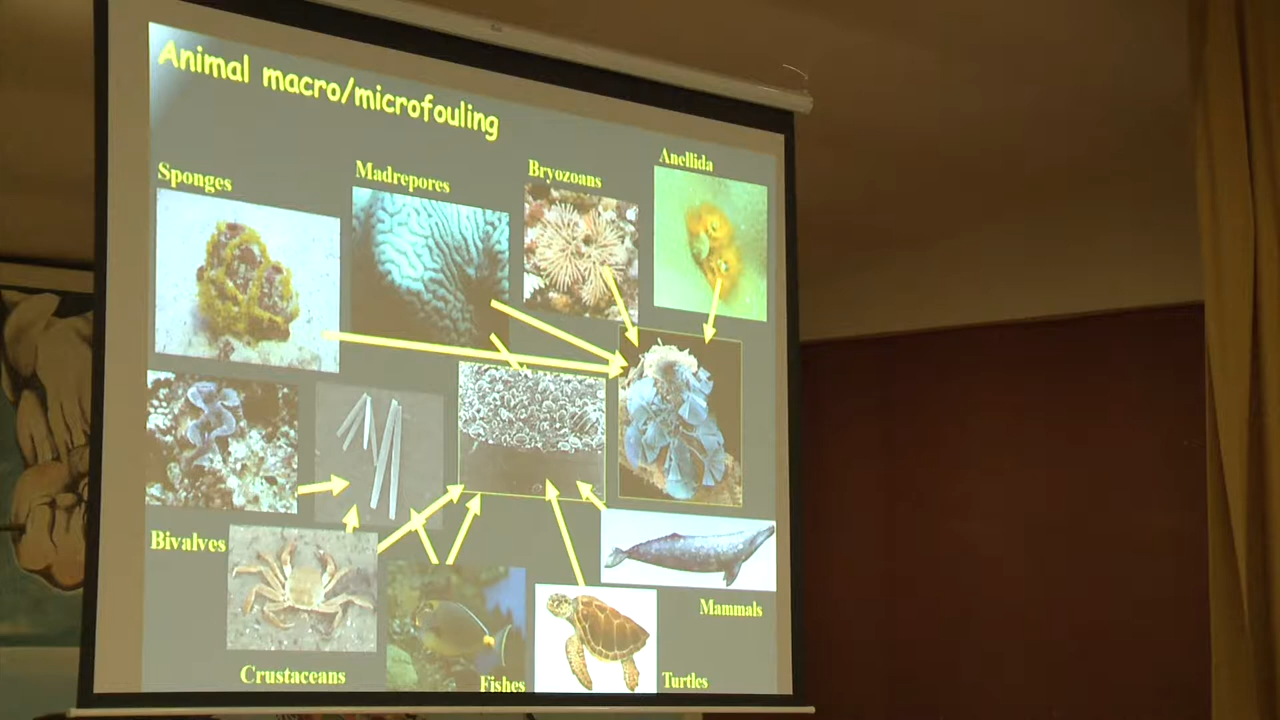 Animal macro/microfouling
Sponges
Madrepores
Bryozoans
Anellida
Bivalves
Crustaceans
Fishes
Turtles
Mammals